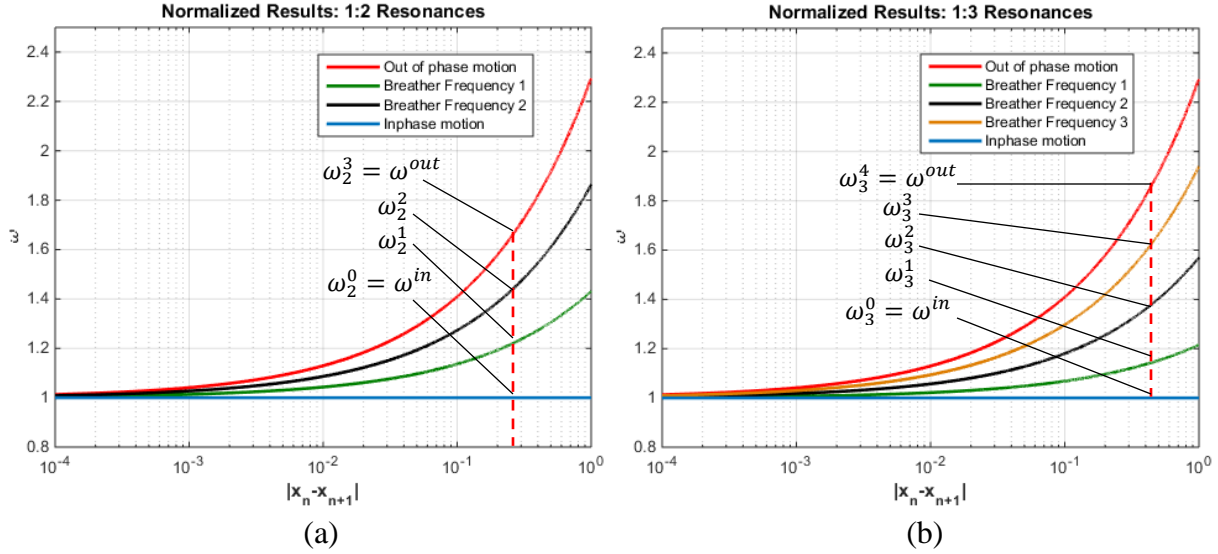 Normalized Results: 1:2 Resonances
2.4
2.2
2
1.8
1.6
1.4
1.2
1
0.8
ω
Out of phase motion
Breather Frequency 1
Breather Frequency 2
Inphase motion
ω₂³ = ω^out
ω₂²
ω₂¹
ω₂⁰ = ω^in
10⁻⁴ 10⁻³ 10⁻² 10⁻¹ 10⁰
|xₙ-xₙ₊₁|
(a)
Normalized Results: 1:3 Resonances
2.4
2.2
2
1.8
1.6
1.4
1.2
1
0.8
ω
Out of phase motion
Breather Frequency 1
Breather Frequency 2
Breather Frequency 3
Inphase motion
ω₃⁴ = ω^out
ω₃³
ω₃²
ω₃¹
ω₃⁰ = ω^in
10⁻⁴ 10⁻³ 10⁻² 10⁻¹ 10⁰
|xₙ-xₙ₊₁|
(b)